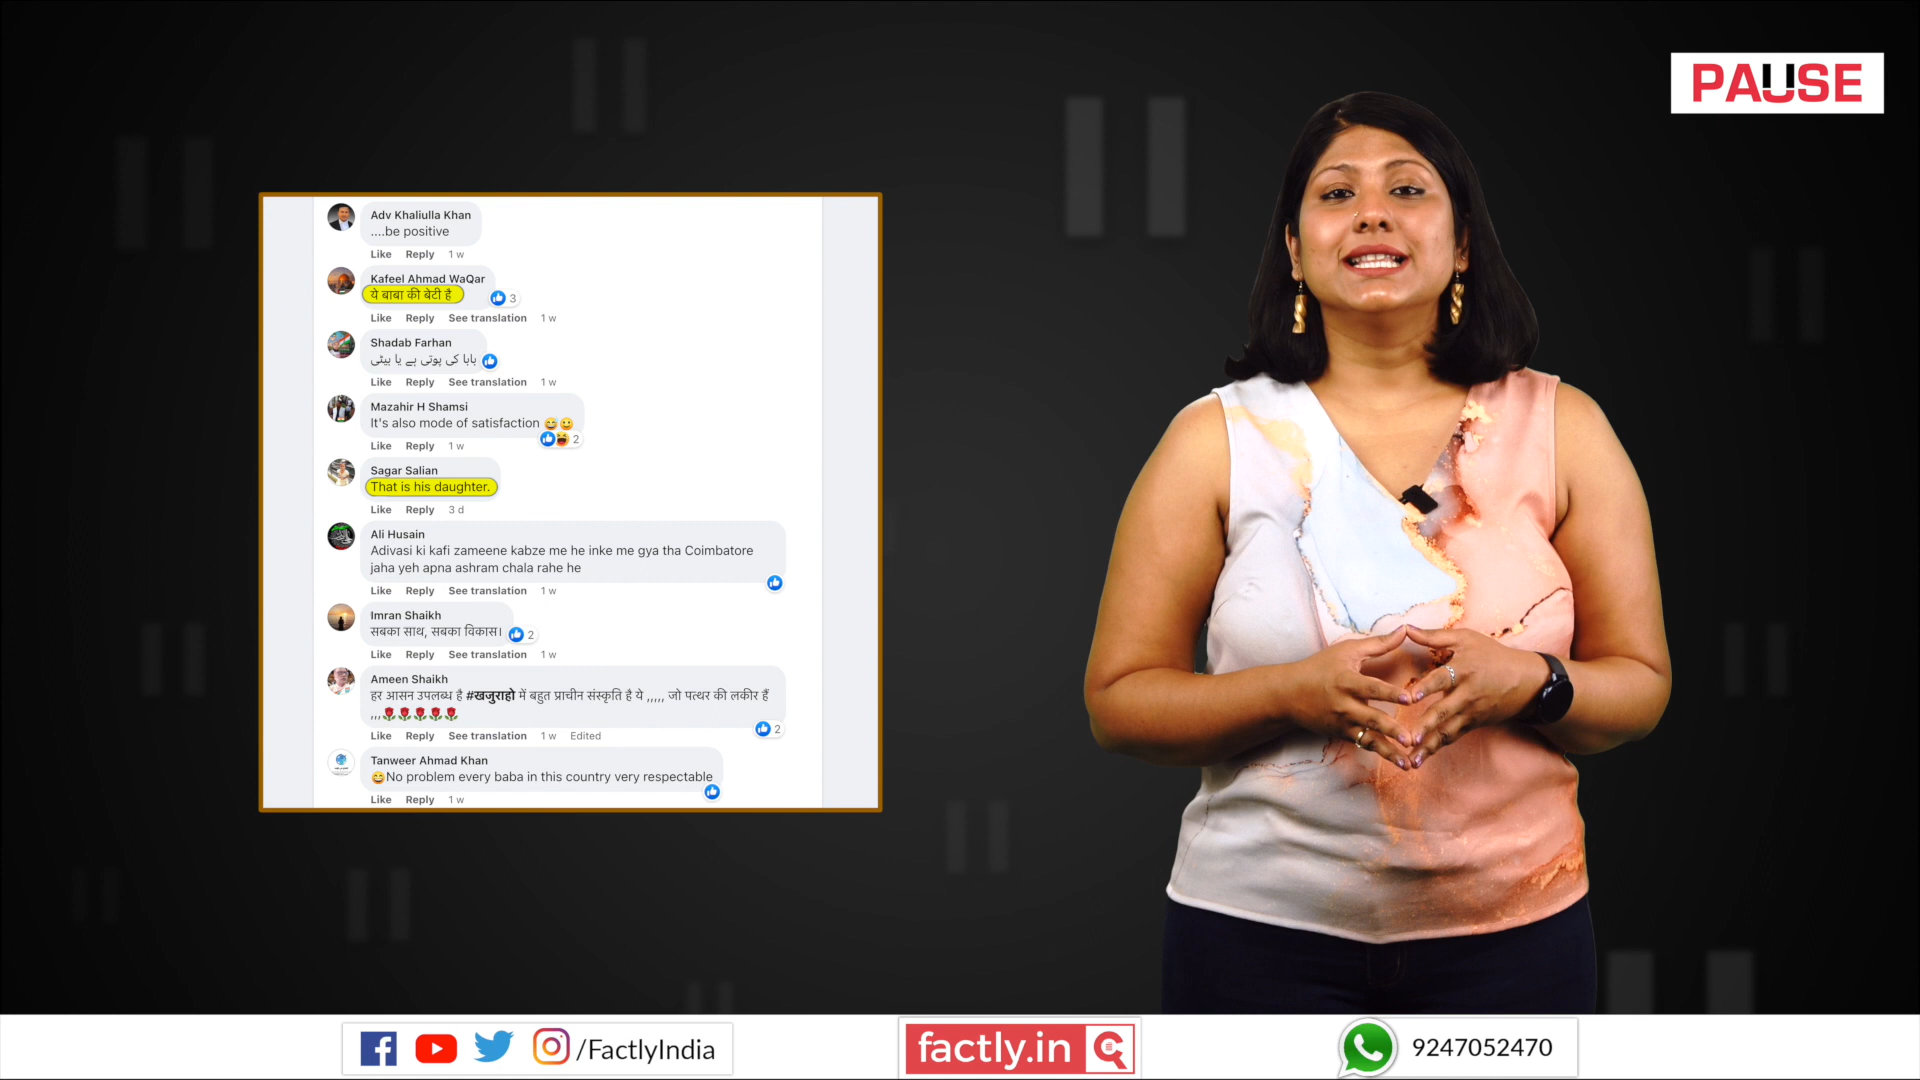 PAUSE
Adv Khaliulla Khan
....be positive
Like Reply 1 w
Kafeel Ahmad WaQar
ये बाबा की बेटी है
3
Like Reply See translation 1 w
Shadab Farhan
بابا کی پوتی ہے یا بیٹی
Like Reply See translation 1 w
Mazahir H Shamsi
It's also mode of satisfaction 😅🙂
2
Like Reply 1 w
Sagar Salian
That is his daughter.
Like Reply 3 d
Ali Husain
Adivasi ki kafi zameene kabze me he inke me gya tha Coimbatore
jaha yeh apna ashram chala rahe he
Like Reply See translation 1 w
Imran Shaikh
सबका साथ, सबका विकास।
2
Like Reply See translation 1 w
Ameen Shaikh
हर आसन उपलब्ध है #खजुराहो में बहुत प्राचीन संस्कृति है ये ,,,,, जो पत्थर की लकीर हैं
,,,🌹🌹🌹🌹🌹
2
Like Reply See translation 1 w Edited
Tanweer Ahmad Khan
😄No problem every baba in this country very respectable
Like Reply 1 w
/FactlyIndia
factly.in
9247052470